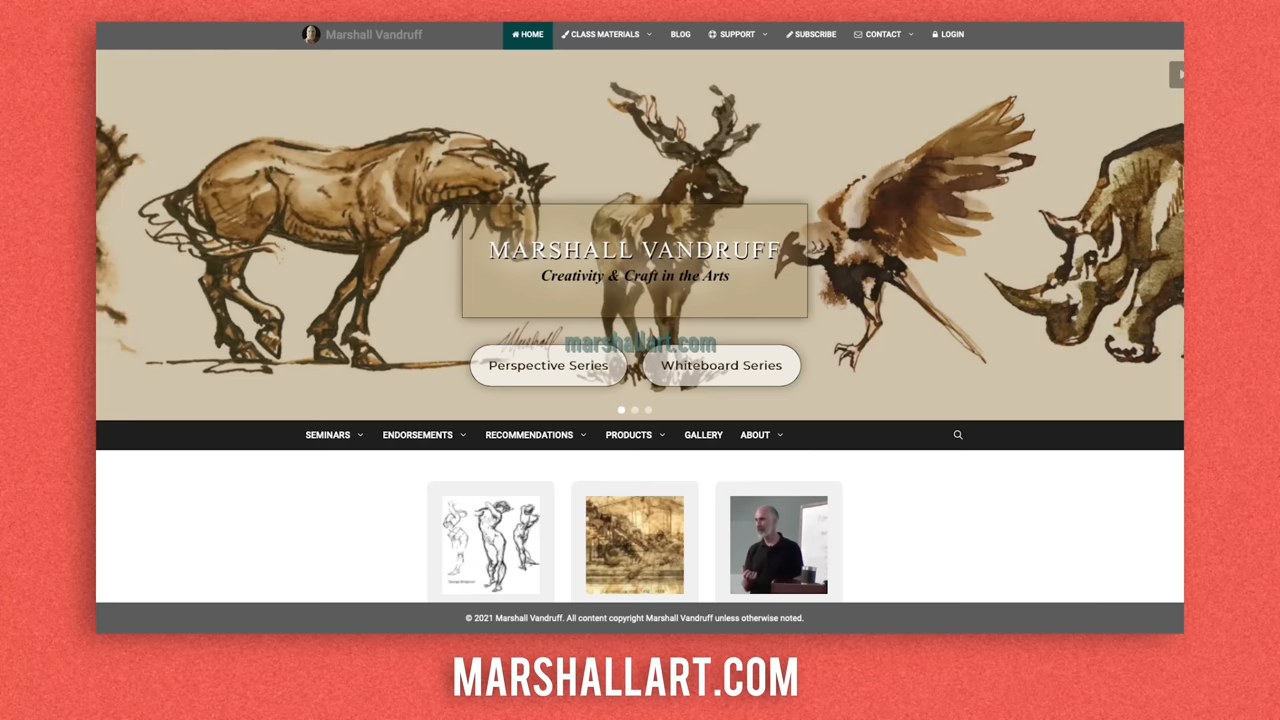 Marshall Vandruff
HOME CLASS MATERIALS BLOG SUPPORT SUBSCRIBE CONTACT LOGIN
MARSHALL VANDRUFF
Creativity & Craft in the Arts
Marshall
marshallart.com
Perspective Series Whiteboard Series
SEMINARS ENDORSEMENTS RECOMMENDATIONS PRODUCTS GALLERY ABOUT
© 2021 Marshall Vandruff. All content copyright Marshall Vandruff unless otherwise noted.
MARSHALLART.COM